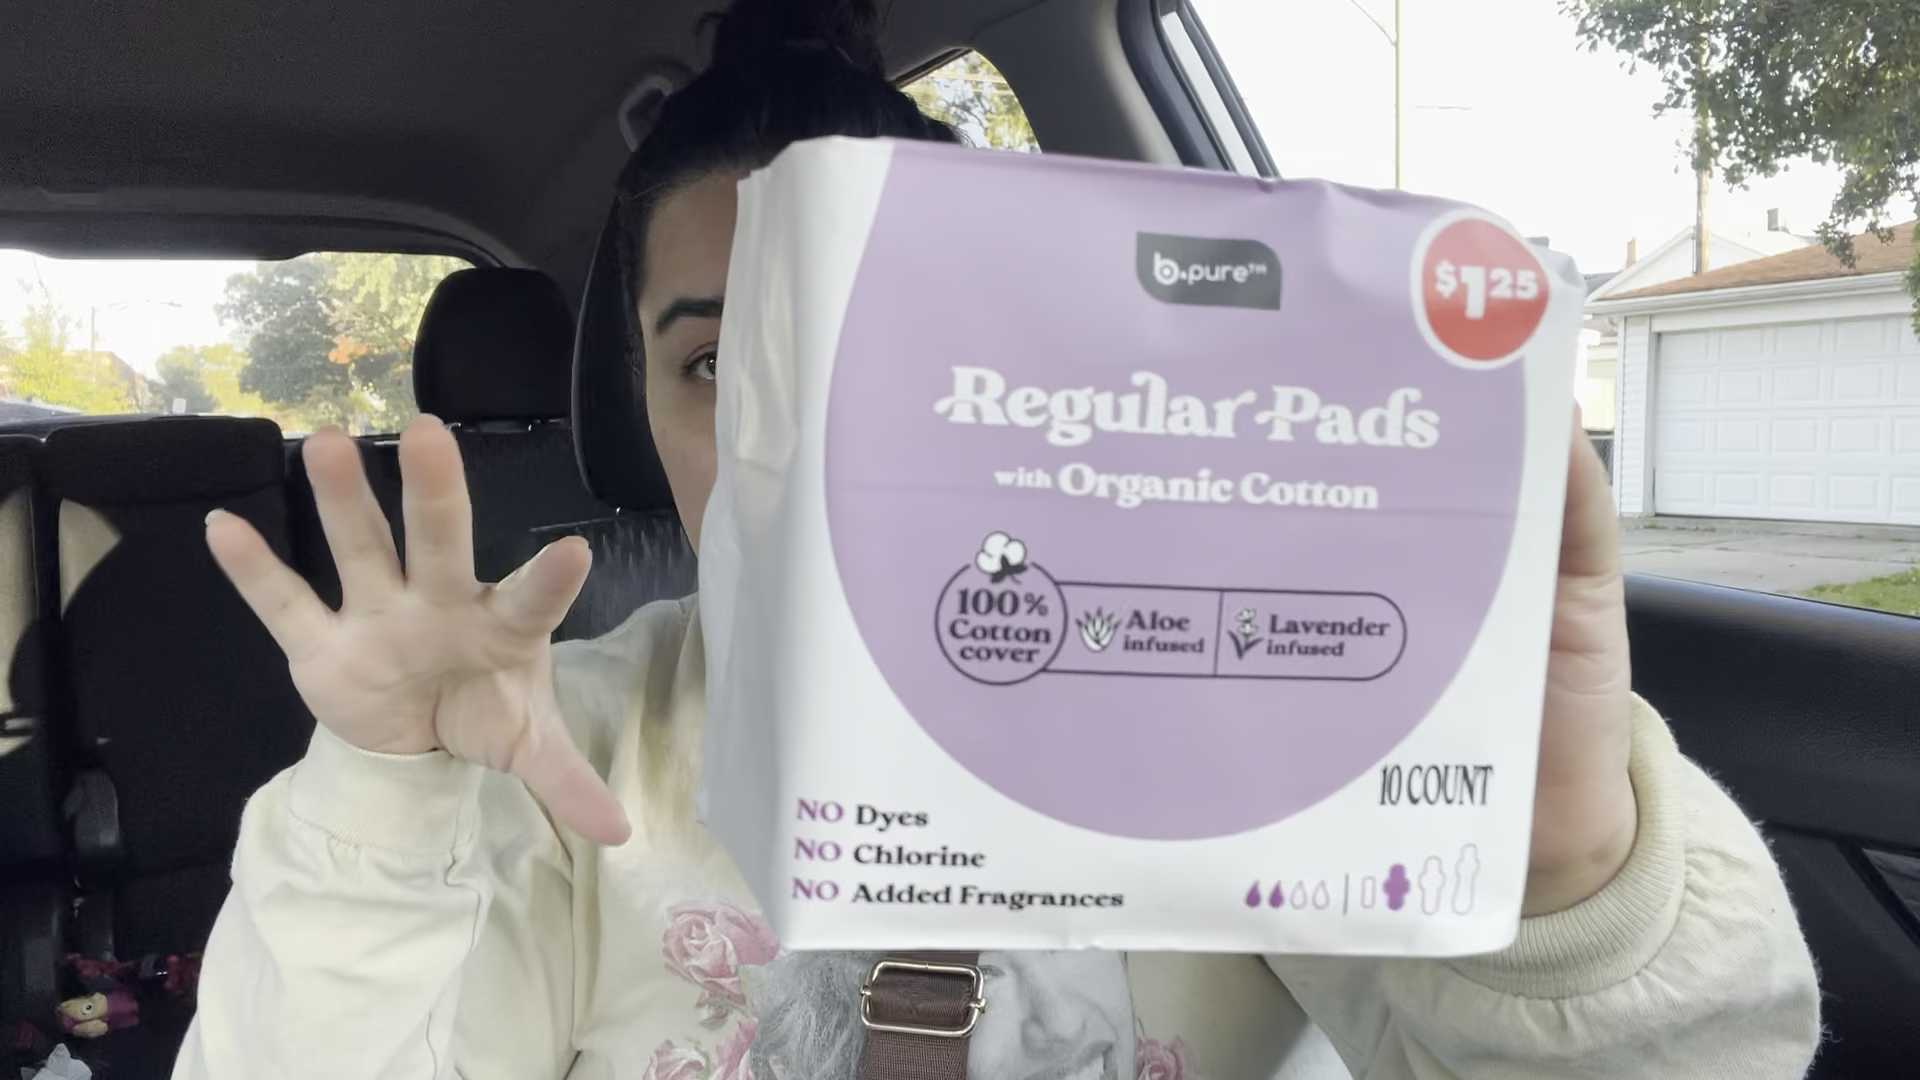 b.pure™
$1.25
Regular Pads
with Organic Cotton
100%
Cotton
cover
Aloe
infused
Lavender
infused
10 COUNT
NO Dyes
NO Chlorine
NO Added Fragrances